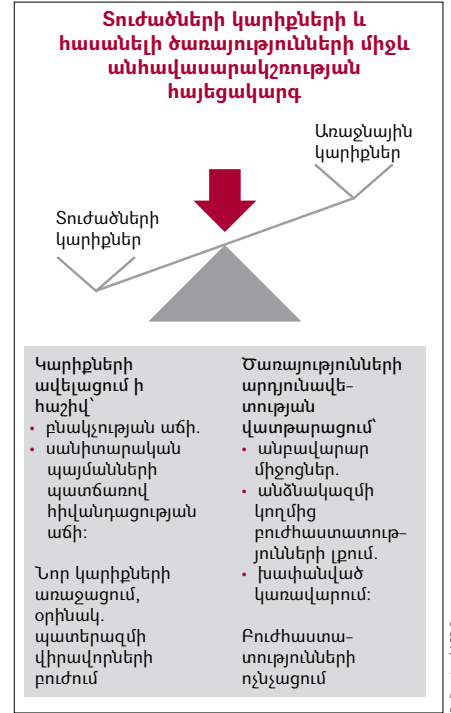 Տուժածների կարիքների և
հասանելի ծառայությունների միջև
անհավասարակշռության
հայեցակարգ
Առաջնային
կարիքներ
Տուժածների
կարիքներ
Կարիքների
ավելացում ի
հաշիվ՝
• բնակչության աճի.
• սանիտարական
պայմանների
պատճառով
հիվանդացության
աճի:
Նոր կարիքների
առաջացում,
օրինակ.
պատերազմի
վիրավորների
բուժում
Ծառայությունների
արդյունավե-
տության
վատթարացում՝
• անբավարար
միջոցներ.
• անձնակազմի
կողմից
բուժհաստատութ-
յունների լքում.
• խափանված
կառավարում:
Բուժհաստա-
տությունների
ոչնչացում